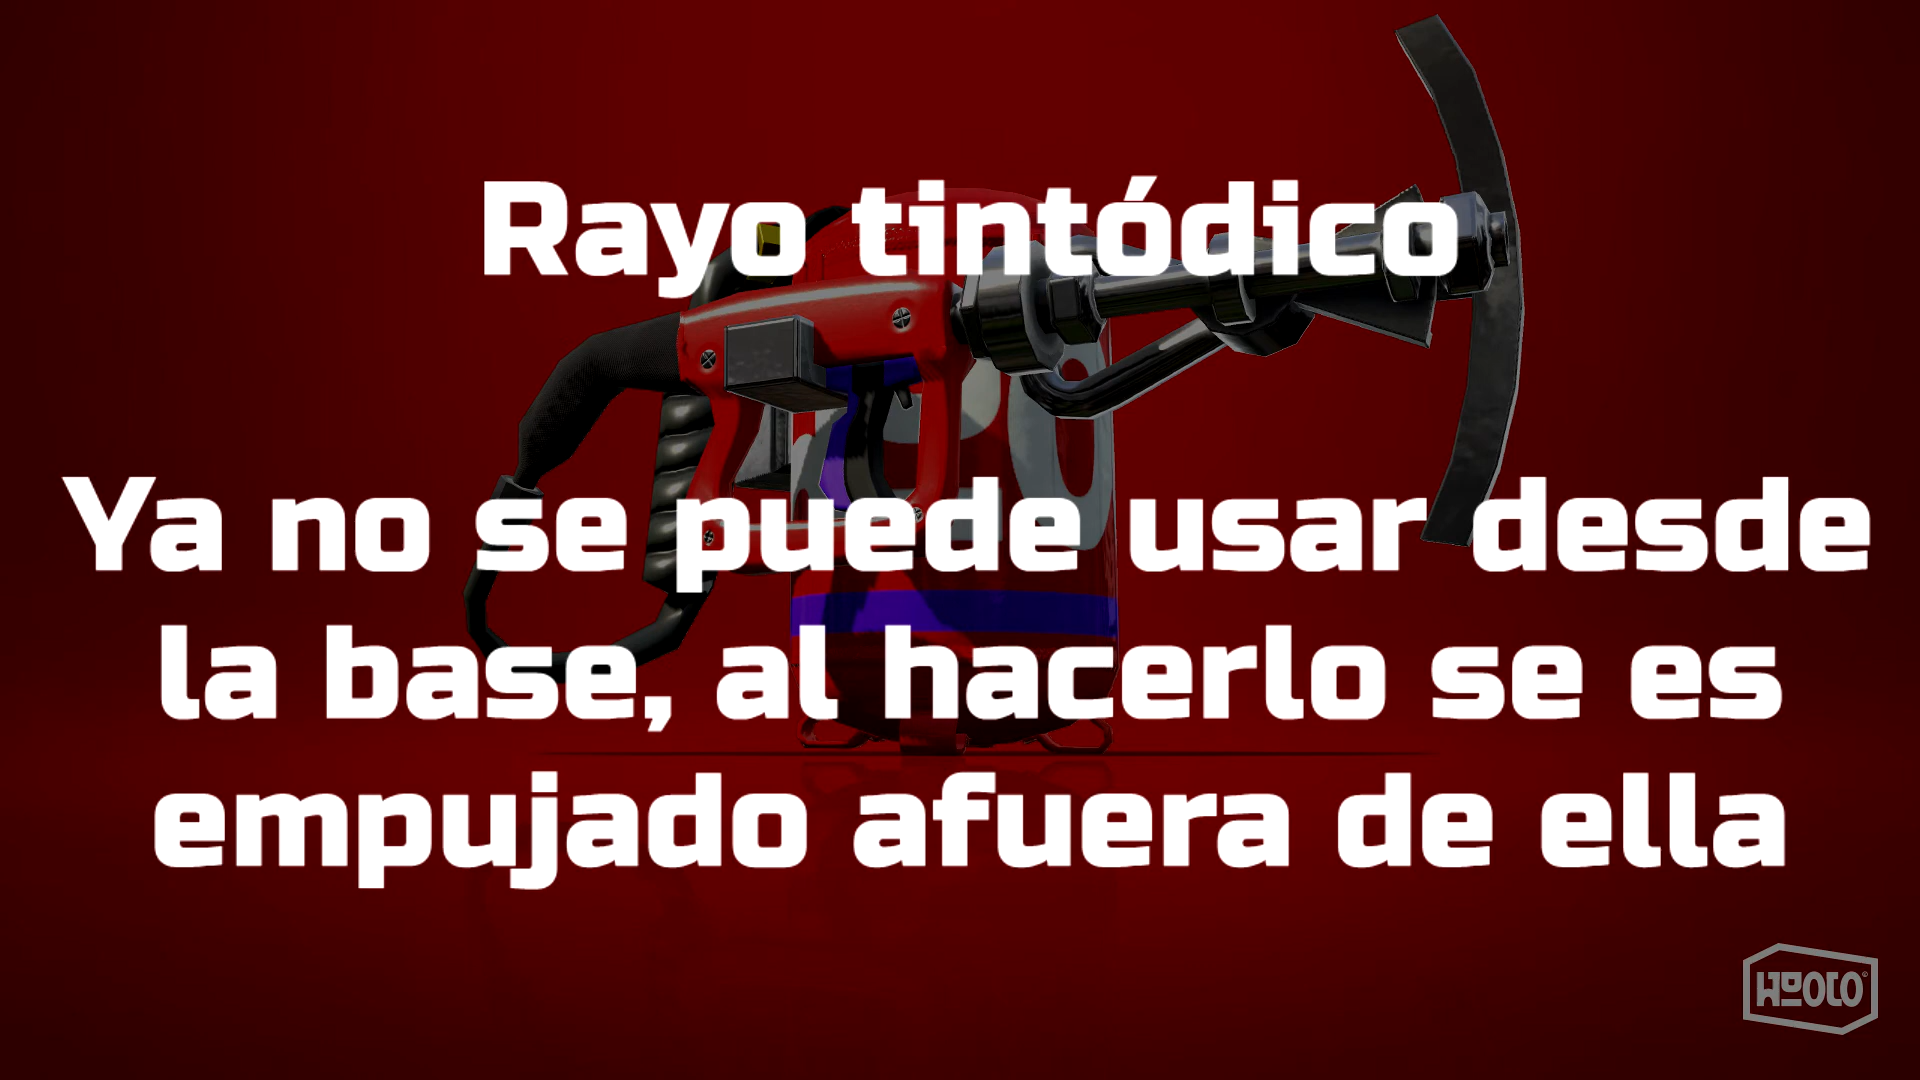 Rayo tintódico
Ya no se puede usar desde
la base, al hacerlo se es
empujado afuera de ella